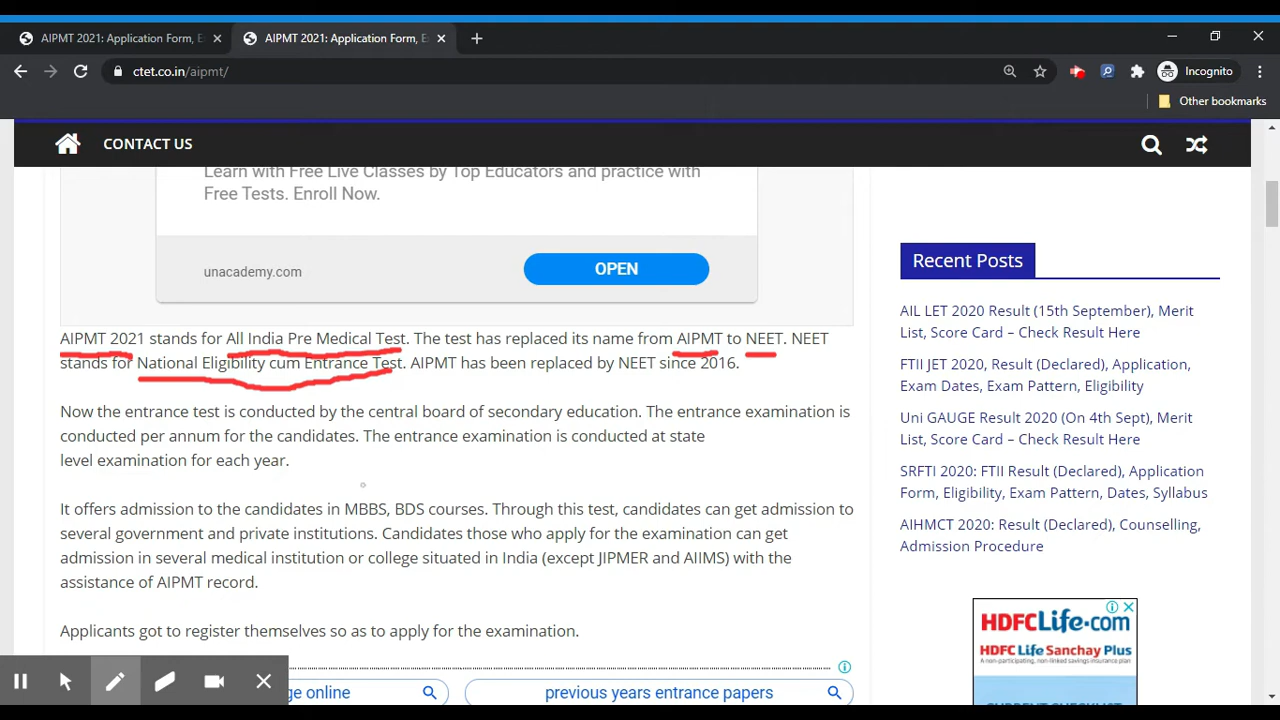 AIPMT 2021: Application Form, E
AIPMT 2021: Application Form, E
ctet.co.in/aipmt/
Incognito
Other bookmarks
CONTACT US
Learn with Free Live Classes by Top Educators and practice with
Free Tests. Enroll Now.
unacademy.com
OPEN
AIPMT 2021 stands for All India Pre Medical Test. The test has replaced its name from AIPMT to NEET. NEET
stands for National Eligibility cum Entrance Test. AIPMT has been replaced by NEET since 2016.
Now the entrance test is conducted by the central board of secondary education. The entrance examination is
conducted per annum for the candidates. The entrance examination is conducted at state
level examination for each year.
It offers admission to the candidates in MBBS, BDS courses. Through this test, candidates can get admission to
several government and private institutions. Candidates those who apply for the examination can get
admission in several medical institution or college situated in India (except JIPMER and AIIMS) with the
assistance of AIPMT record.
Applicants got to register themselves so as to apply for the examination.
ge online
previous years entrance papers
Recent Posts
AIL LET 2020 Result (15th September), Merit
List, Score Card – Check Result Here
FTII JET 2020, Result (Declared), Application,
Exam Dates, Exam Pattern, Eligibility
Uni GAUGE Result 2020 (On 4th Sept), Merit
List, Score Card – Check Result Here
SRFTI 2020: FTII Result (Declared), Application
Form, Eligibility, Exam Pattern, Dates, Syllabus
AIHMCT 2020: Result (Declared), Counselling,
Admission Procedure
HDFCLife.com
HDFC Life Sanchay Plus
A non-participating, non-linked savings insurance plan